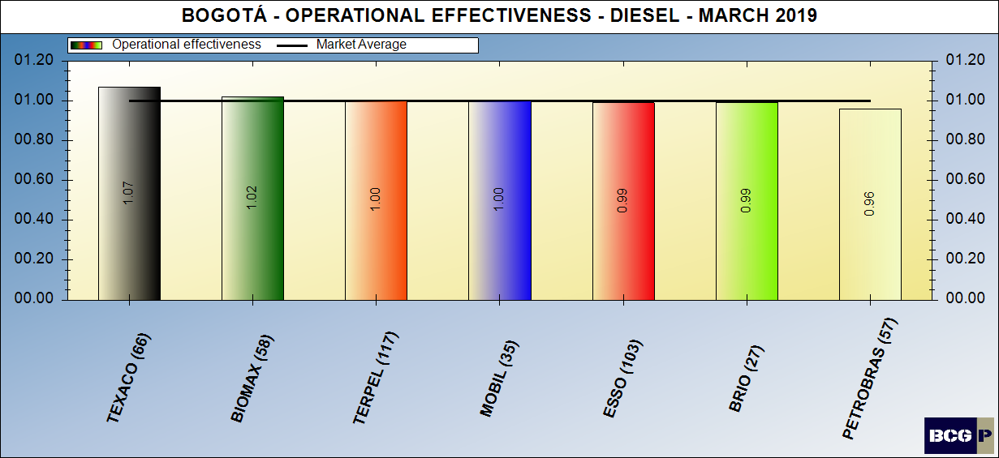 BOGOTÁ - OPERATIONAL EFFECTIVENESS - DIESEL - MARCH 2019
Operational effectiveness Market Average
01.20 01.20
01.00 01.00
00.80 00.80
00.60 00.60
00.40 00.40
00.20 00.20
00.00 00.00
1.07 1.02 1.00 1.00 0.99 0.99 0.96
TEXACO (66) BIOMAX (58) TERPEL (117) MOBIL (35) ESSO (103) BRIO (27) PETROBRAS (57)
BCG P